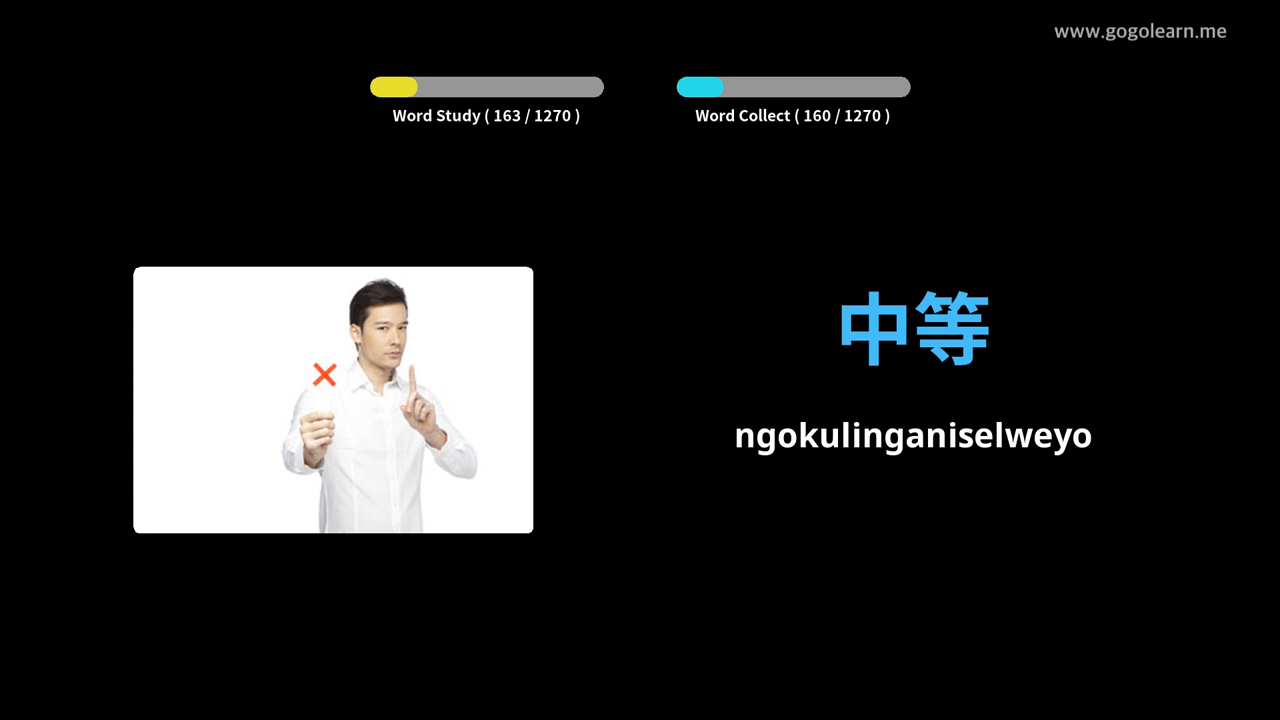 www.gogolearn.me
Word Study ( 163 / 1270 )
Word Collect ( 160 / 1270 )
中等
ngokulinganiselweyo